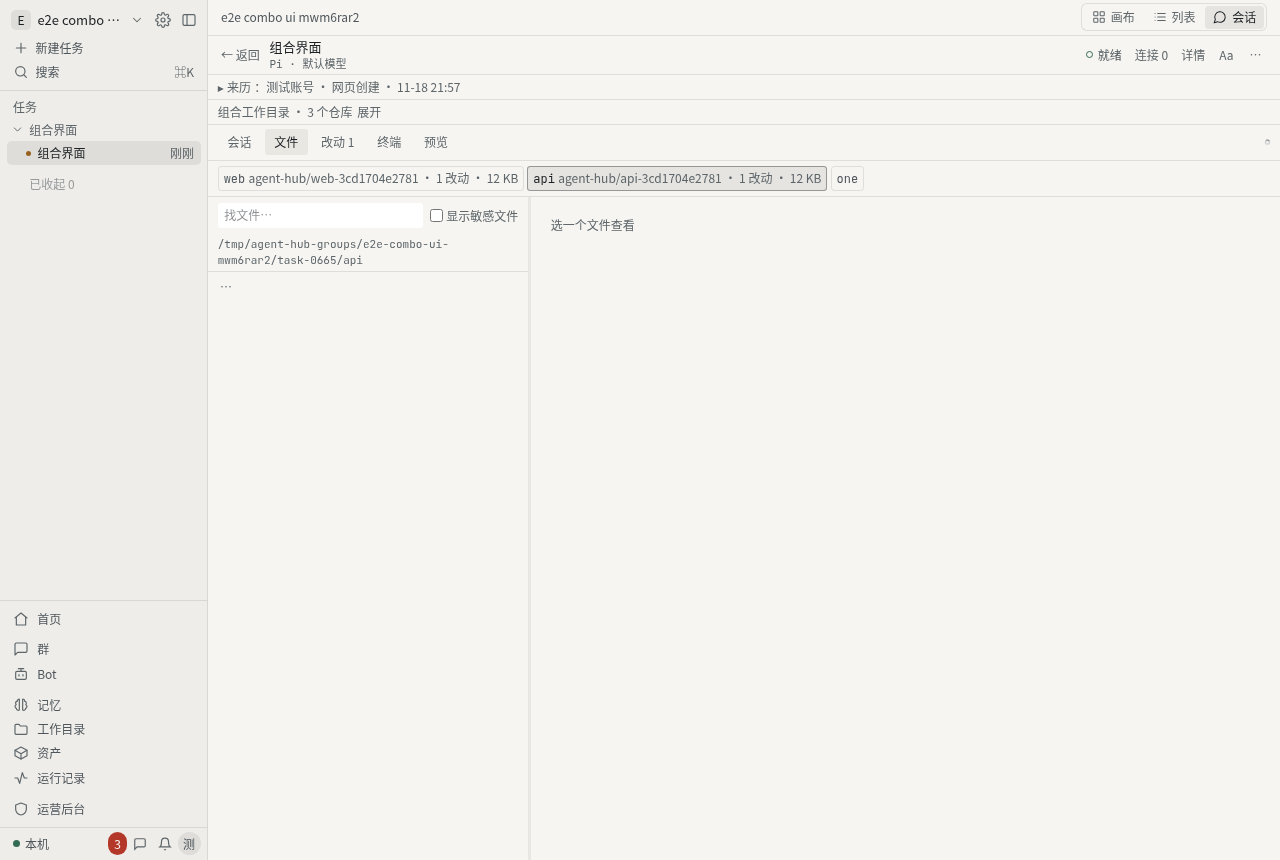 E e2e combo ···
新建任务
搜索 ⌘K
任务
组合界面
组合界面 刚刚
已收起 0
首页
群
Bot
记忆
工作目录
资产
运行记录
运营后台
本机 3 测
e2e combo ui mwm6rar2
画布 列表 会话
← 返回 组合界面
Pi · 默认模型
就绪 连接 0 详情 Aa ···
▸ 来历： 测试账号 · 网页创建 · 11-18 21:57
组合工作目录 · 3 个仓库 展开
会话 文件 改动 1 终端 预览
web agent-hub/web-3cd1704e2781 · 1 改动 · 12 KB
api agent-hub/api-3cd1704e2781 · 1 改动 · 12 KB
one
找文件···
显示敏感文件
/tmp/agent-hub-groups/e2e-combo-ui-
mwm6rar2/task-0665/api
···
选一个文件查看